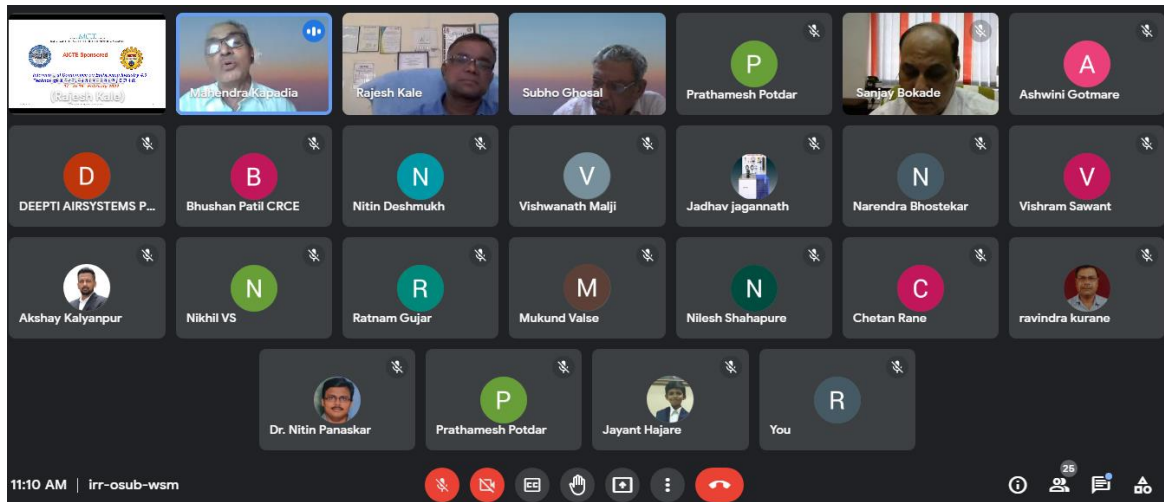 AICTE Sponsored
(Rajesh Kale)
Mahendra Kapadia
Rajesh Kale
Subho Ghosal
P
Prathamesh Potdar
Sanjay Bokade
A
Ashwini Gotmare
D
DEEPTI AIRSYSTEMS P...
B
Bhushan Patil CRCE
N
Nitin Deshmukh
V
Vishwanath Malji
Jadhav jagannath
N
Narendra Bhostekar
V
Vishram Sawant
Akshay Kalyanpur
N
Nikhil VS
R
Ratnam Gujar
M
Mukund Valse
N
Nilesh Shahapure
C
Chetan Rane
ravindra kurane
Dr. Nitin Panaskar
P
Prathamesh Potdar
Jayant Hajare
R
You
11:10 AM | irr-osub-wsm
CC
25